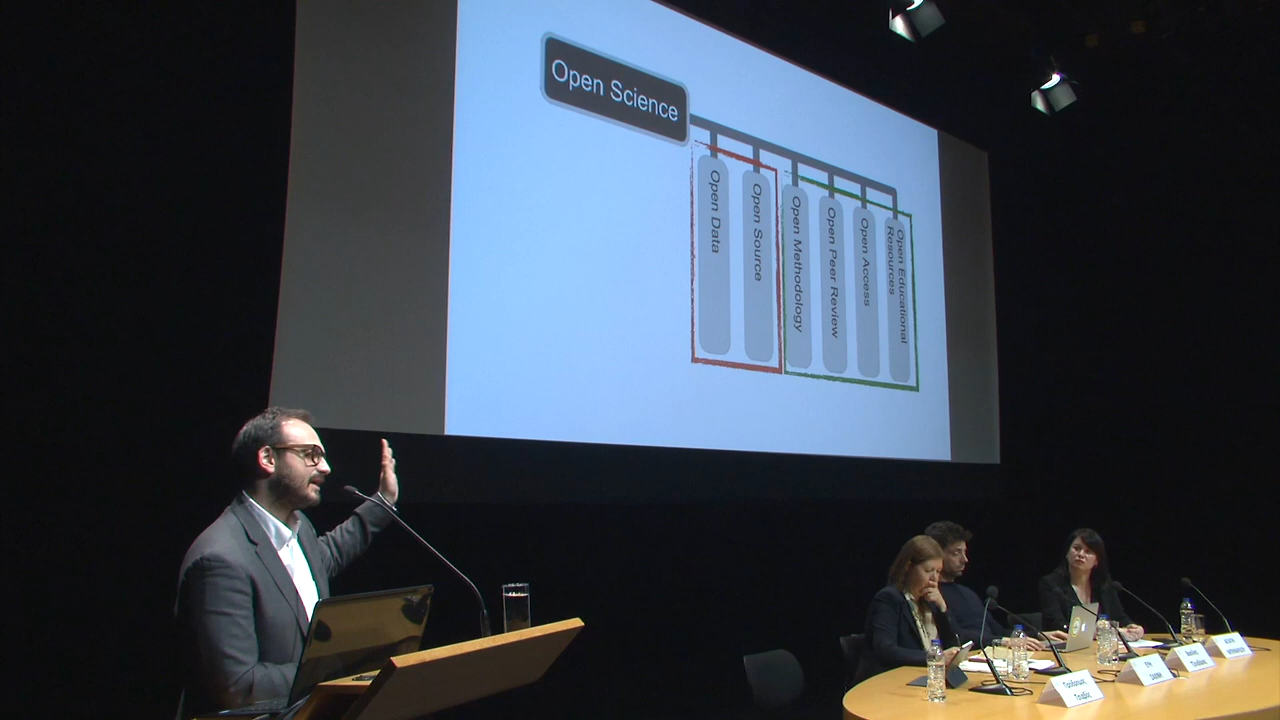 Open Science
Open Data
Open Source
Open Methodology
Open Peer Review
Open Access
Open Educational
Resources